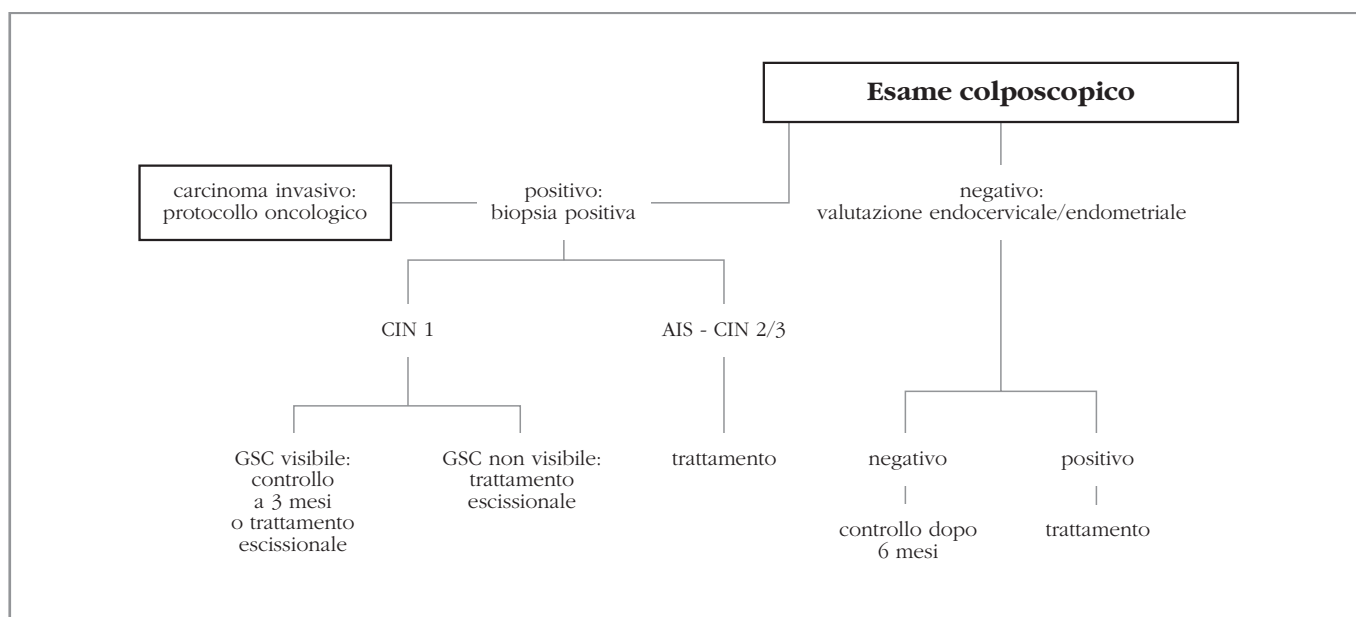 Esame colposcopico
carcinoma invasivo:
protocollo oncologico
positivo:
biopsia positiva
negativo:
valutazione endocervicale/endometriale
CIN 1
AIS - CIN 2/3
GSC visibile:
controllo
a 3 mesi
o trattamento
escissionale
GSC non visibile:
trattamento
escissionale
trattamento
negativo
positivo
controllo dopo
6 mesi
trattamento